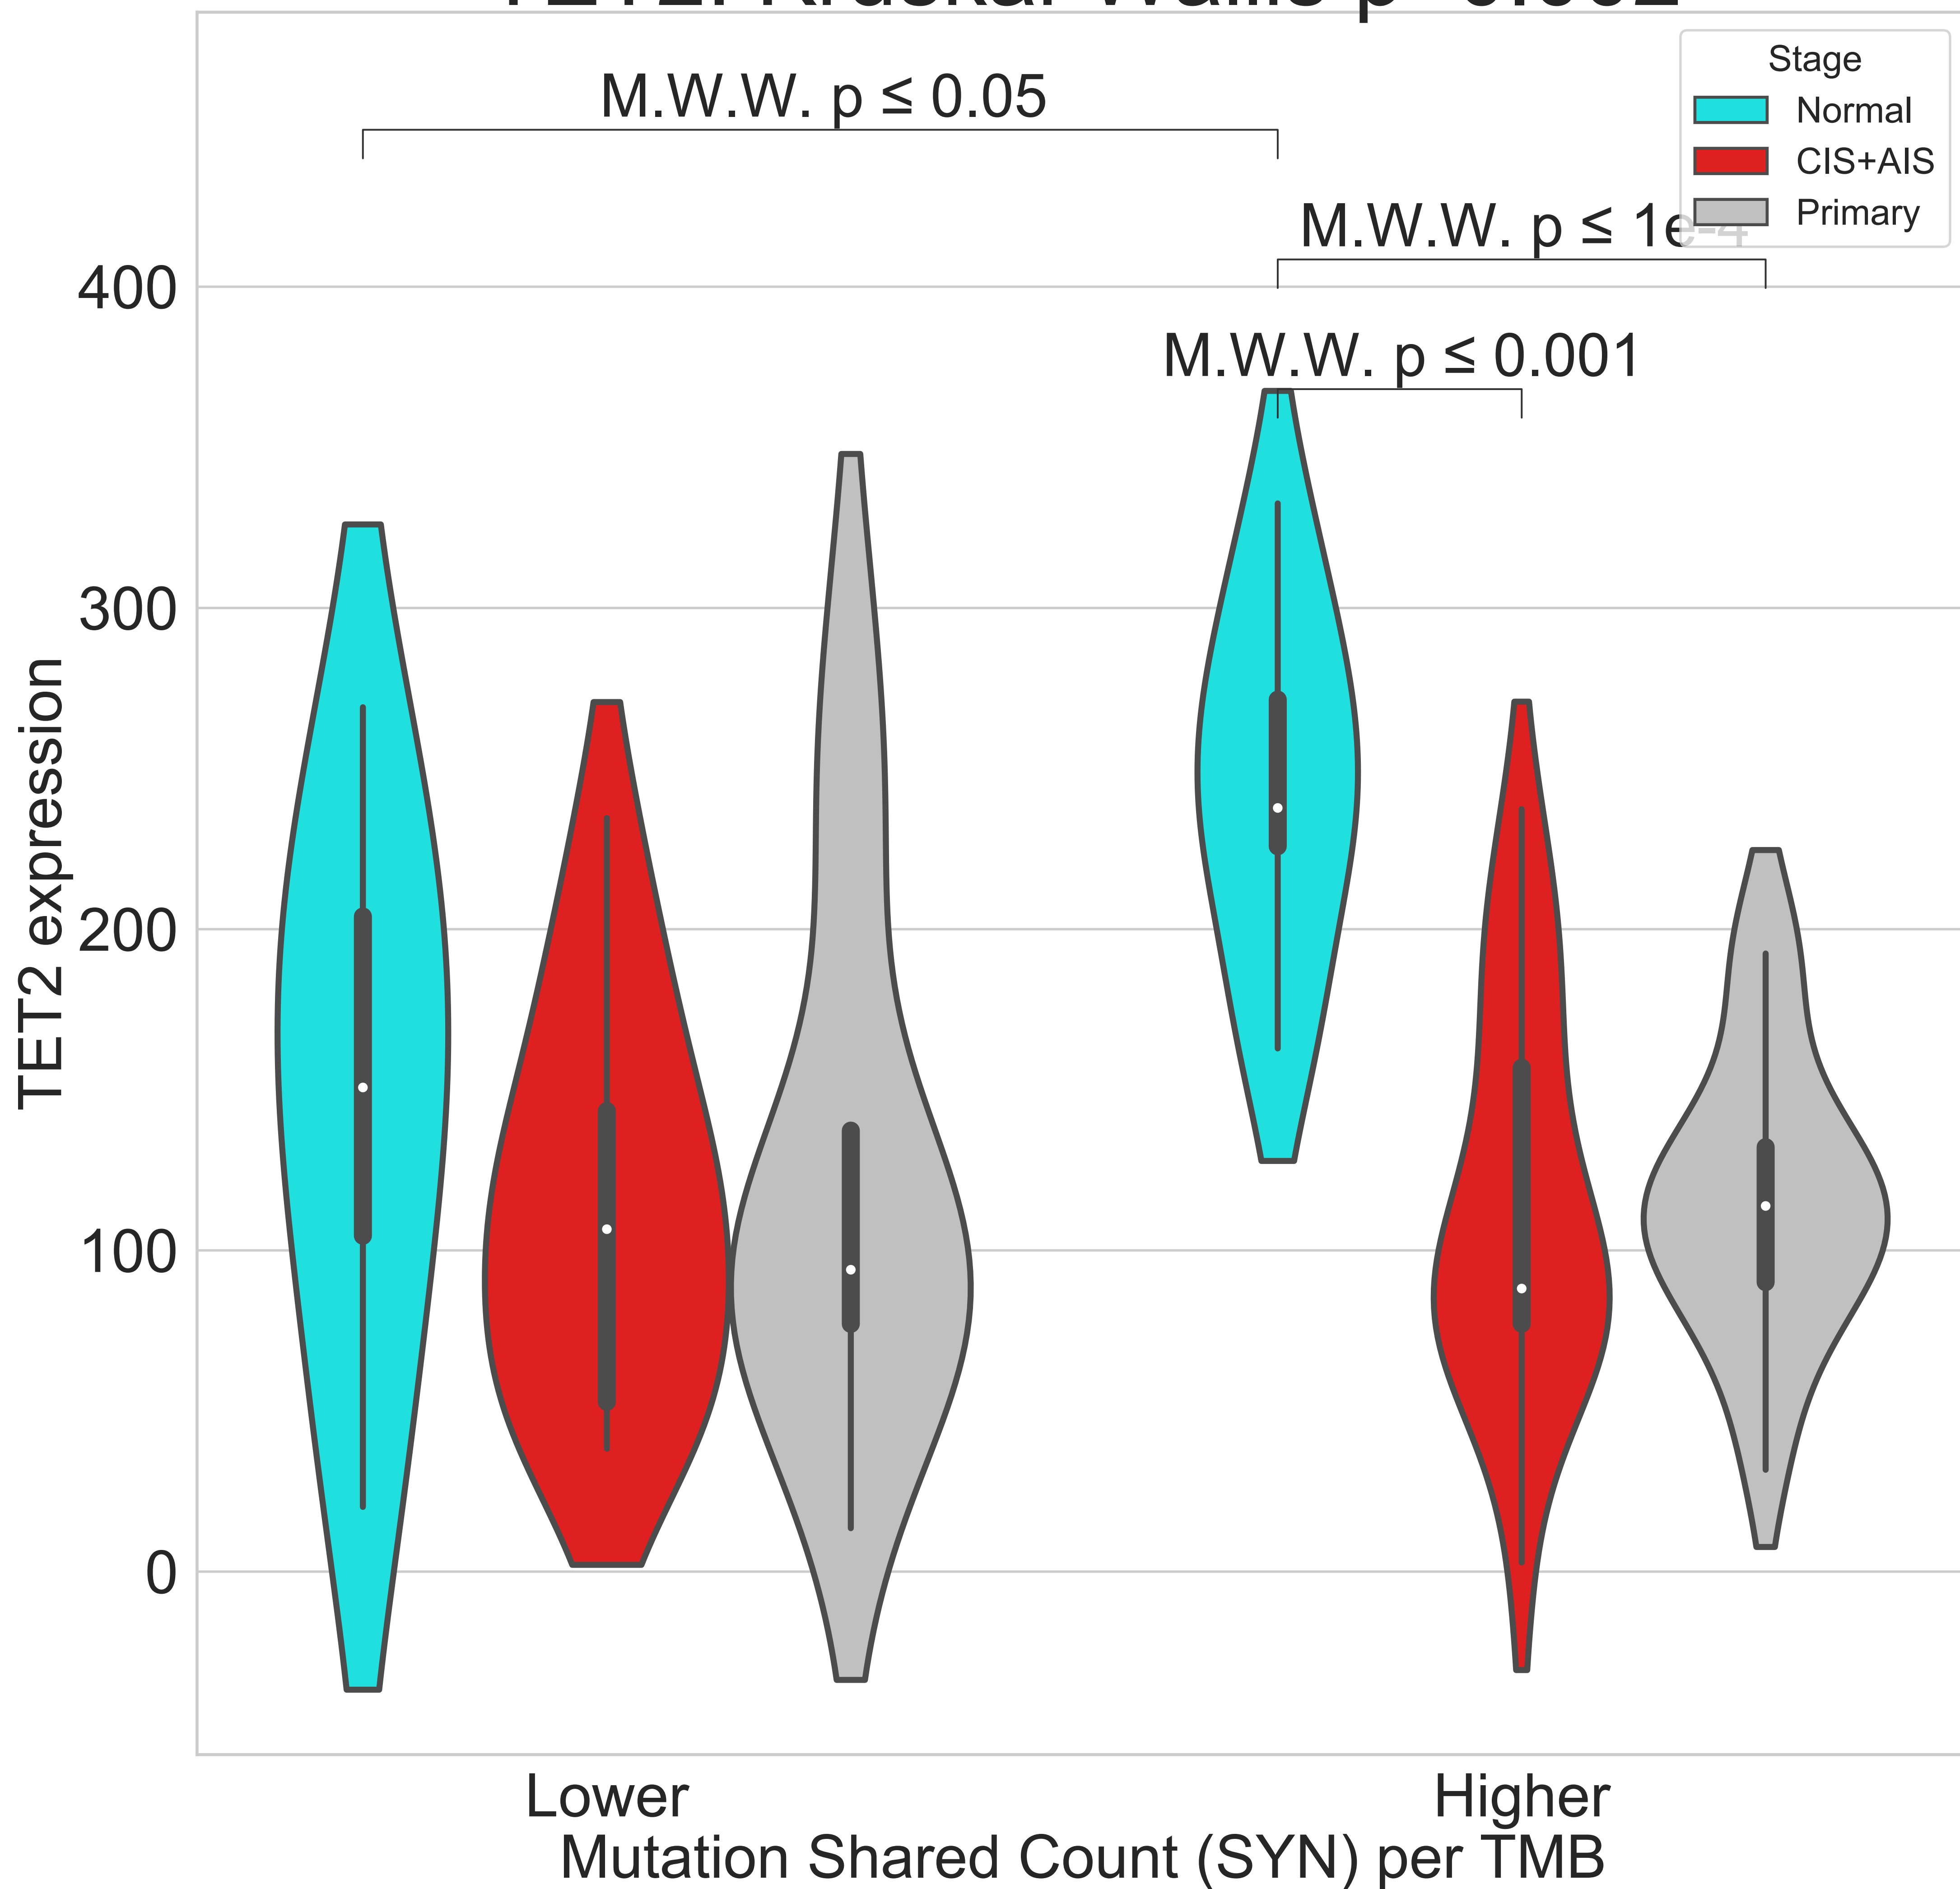 M.W.W. p ≤ 0.05
Stage
Normal
CIS+AIS
Primary
M.W.W. p ≤ 1e-4
M.W.W. p ≤ 0.001
400
300
200
100
0
TET2 expression
Lower
Higher
Mutation Shared Count (SYN) per TMB